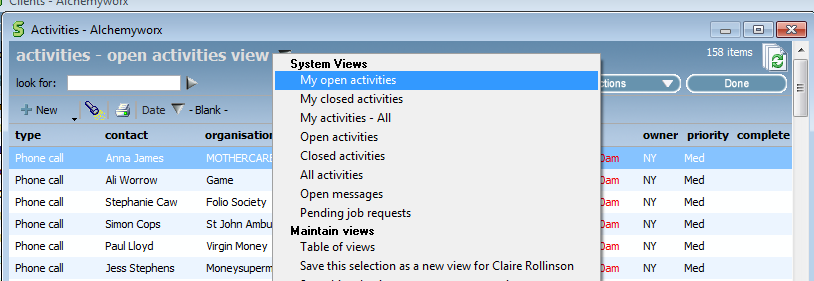 Clients - Alchemyworx
Activities - Alchemyworx
activities - open activities view
158 items
look for:
Done
New
Date
- Blank -
System Views
My open activities
My closed activities
My activities - All
Open activities
Closed activities
All activities
Open messages
Pending job requests
Maintain views
Table of views
Save this selection as a new view for Claire Rollinson
type contact organisation owner priority complete
Phone call Anna James MOTHERCARE 0am NY Med
Phone call Ali Worrow Game 0am NY Med
Phone call Stephanie Caw Folio Society 0am NY Med
Phone call Simon Cops St John Ambu 0am NY Med
Phone call Paul Lloyd Virgin Money 0am NY Med
Phone call Jess Stephens Moneysuperm 0am NY Med